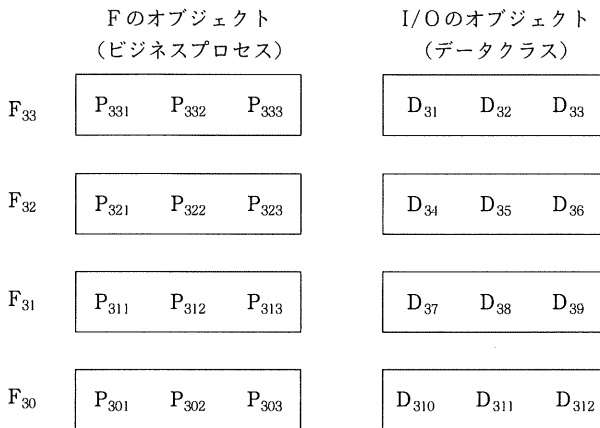 Fのオブジェクト I/Oのオブジェクト
(ビジネスプロセス) (データクラス)
F₃₃ P₃₃₁ P₃₃₂ P₃₃₃ D₃₁ D₃₂ D₃₃
F₃₂ P₃₂₁ P₃₂₂ P₃₂₃ D₃₄ D₃₅ D₃₆
F₃₁ P₃₁₁ P₃₁₂ P₃₁₃ D₃₇ D₃₈ D₃₉
F₃₀ P₃₀₁ P₃₀₂ P₃₀₃ D₃₁₀ D₃₁₁ D₃₁₂